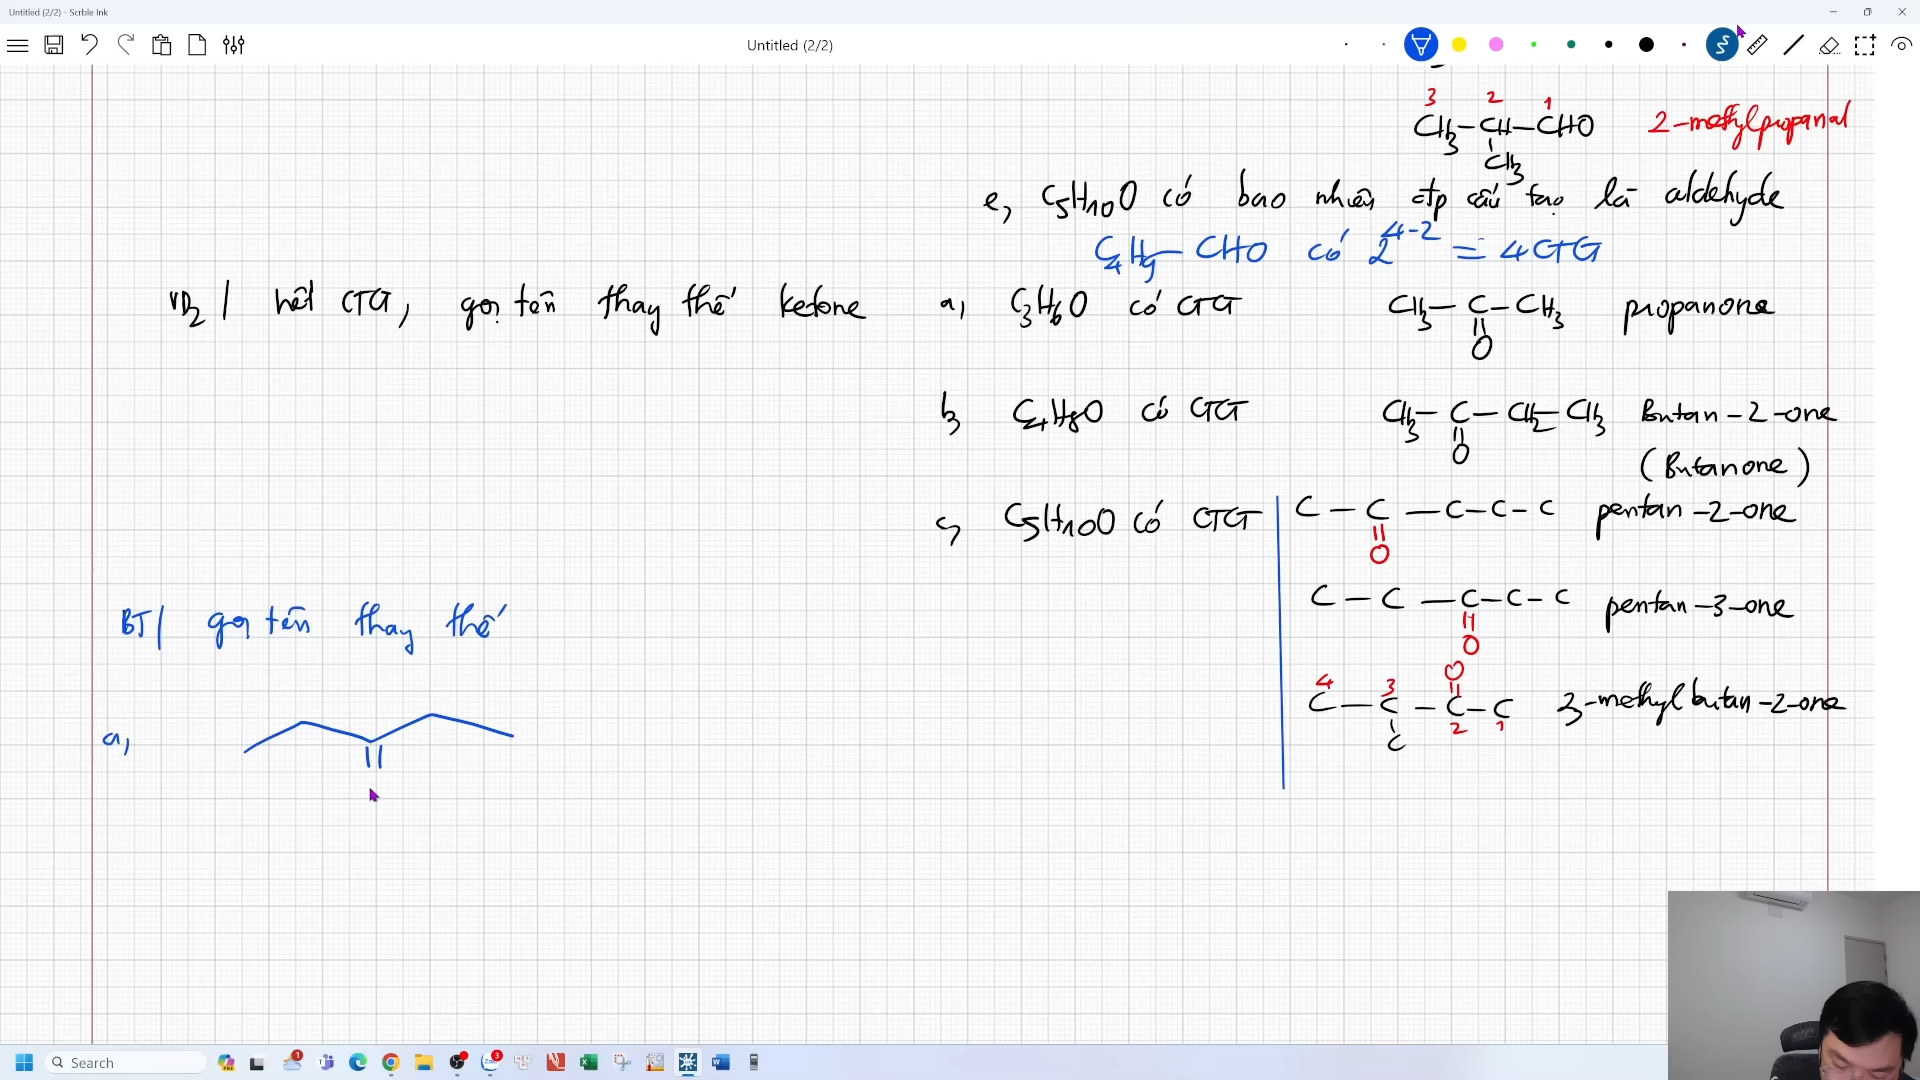 Untitled (2/2) - Scrble Ink
Untitled (2/2)
3 2 1
CH3-CH-CHO 2-methylpropanal
CH3
e, C5H10O có bao nhiêu đp cấu tạo là aldehyde
C4H9-CHO có 2^4-2 = 4CTCT
VD2/ Viết CTCT, gọi tên thay thế ketone a, C3H6O có CTCT CH3-C-CH3 propanone
O
b, C4H8O có CTCT CH3-C-CH2-CH3 Butan-2-one
O
(Butanone)
c, C5H10O có CTCT C-C-C-C-C pentan-2-one
O
C-C-C-C-C pentan-3-one
O
BT/ gọi tên thay thế
O
4 3
C-C-C-C 3-methylbutan-2-one
2 1
C
a,
Search